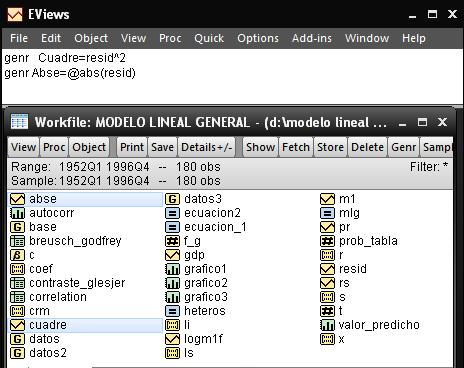 EViews
File Edit Object View Proc Quick Options Add-ins Window Help
genr Cuadre=resid^2
genr Abse=@abs(resid)
Workfile: MODELO LINEAL GENERAL - (d:\modelo lineal ...
View Proc Object Print Save Details+/- Show Fetch Store Delete Genr Sampl
Range: 1952Q1 1996Q4 -- 180 obs Filter: *
Sample: 1952Q1 1996Q4 -- 180 obs
abse
autocorr
base
breusch_godfrey
c
coef
contraste_glesjer
correlation
crm
cuadre
datos
datos2
datos3
ecuacion2
ecuacion_1
f_g
gdp
grafico1
grafico2
grafico3
heteros
li
logm1f
ls
m1
mlg
pr
prob_tabla
r
resid
rs
s
t
valor_predicho
x